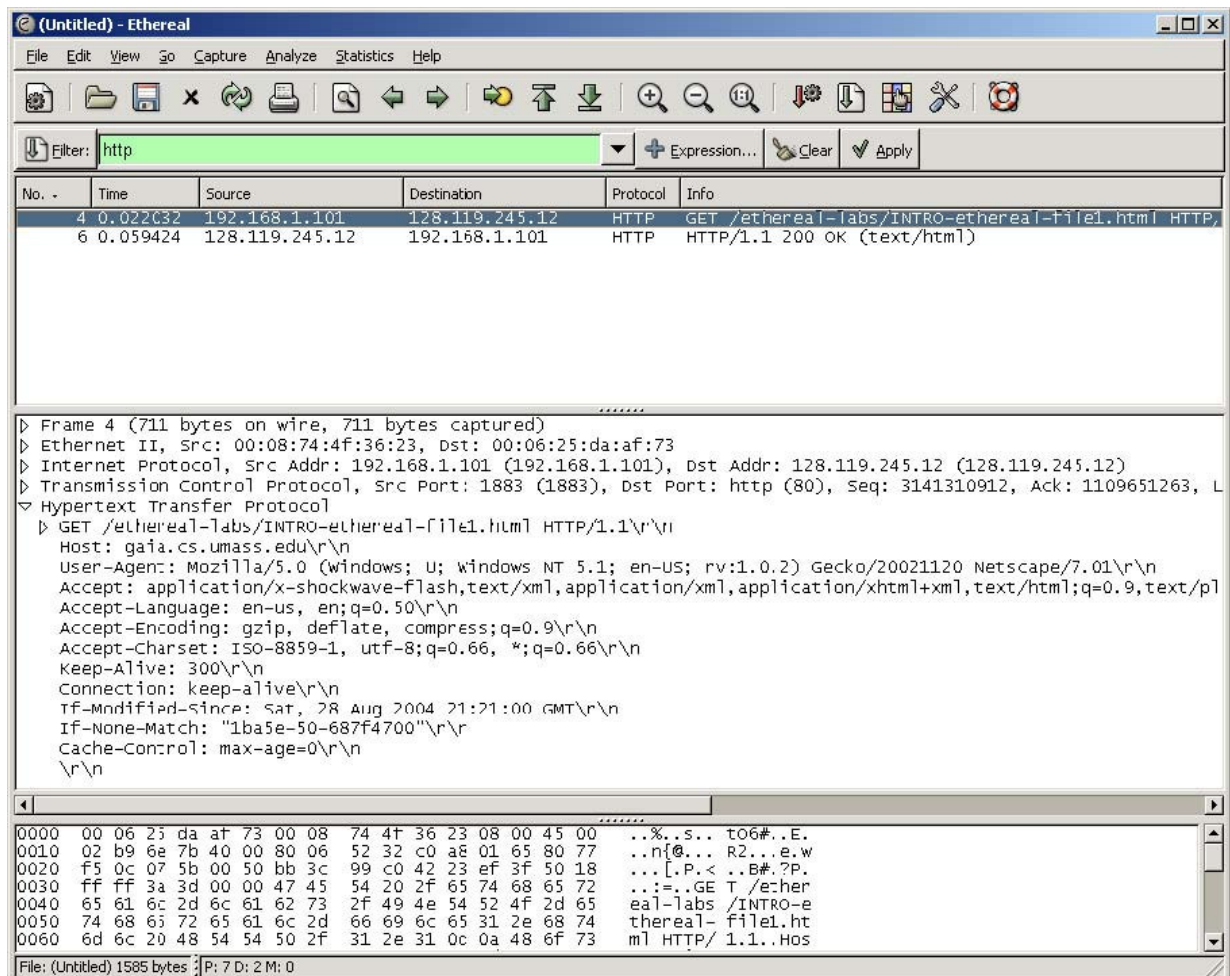 (Untitled) - Ethereal
File Edit View Go Capture Analyze Statistics Help
Filter: http Expression... Clear Apply
No. - Time Source Destination Protocol Info
4 0.022032 192.168.1.101 128.119.245.12 HTTP GET /ethereal-labs/INTRO-ethereal-file1.html HTTP,
6 0.059424 128.119.245.12 192.168.1.101 HTTP HTTP/1.1 200 OK (text/html)
Frame 4 (711 bytes on wire, 711 bytes captured)
Ethernet II, Src: 00:08:74:4f:36:23, Dst: 00:06:25:da:af:73
Internet Protocol, Src Addr: 192.168.1.101 (192.168.1.101), Dst Addr: 128.119.245.12 (128.119.245.12)
Transmission Control Protocol, Src Port: 1883 (1883), Dst Port: http (80), Seq: 3141310912, Ack: 1109651263, L
Hypertext Transfer Protocol
GET /ethereal-labs/INTRO-ethereal-file1.html HTTP/1.1\r\n
Host: gaia.cs.umass.edu\r\n
User-Agent: Mozilla/5.0 (Windows; U; Windows NT 5.1; en-US; rv:1.0.2) Gecko/20021120 Netscape/7.01\r\n
Accept: application/x-shockwave-flash,text/xml,application/xml,application/xhtml+xml,text/html;q=0.9,text/pl
Accept-Language: en-us, en;q=0.50\r\n
Accept-Encoding: gzip, deflate, compress;q=0.9\r\n
Accept-Charset: ISO-8859-1, utf-8;q=0.66, *;q=0.66\r\n
Keep-Alive: 300\r\n
Connection: keep-alive\r\n
If-Modified-Since: Sat, 28 Aug 2004 21:21:00 GMT\r\n
If-None-Match: "1ba5e-50-687f4700"\r\r
Cache-Control: max-age=0\r\n
\r\n
0000 00 06 25 da af 73 00 08 74 4f 36 23 08 00 45 00 ..%..s.. tO6#..E.
0010 02 b9 6e 7b 40 00 80 06 52 32 c0 a8 01 65 80 77 ..n{@... R2...e.w
0020 f5 0c 07 5b 00 50 bb 3c 99 c0 42 23 ef 3f 50 18 ...[.P.< ..B#.?P.
0030 ff ff 3a 3d 00 00 47 45 54 20 2f 65 74 68 65 72 ..:=..GE T /ether
0040 65 61 6c 2d 6c 61 62 73 2f 49 4e 54 52 4f 2d 65 eal-labs /INTRO-e
0050 74 68 65 72 65 61 6c 2d 66 69 6c 65 31 2e 68 74 thereal- file1.ht
0060 6d 6c 20 48 54 54 50 2f 31 2e 31 0d 0a 48 6f 73 ml HTTP/ 1.1..Hos
File: (Untitled) 1585 bytes P: 7 D: 2 M: 0